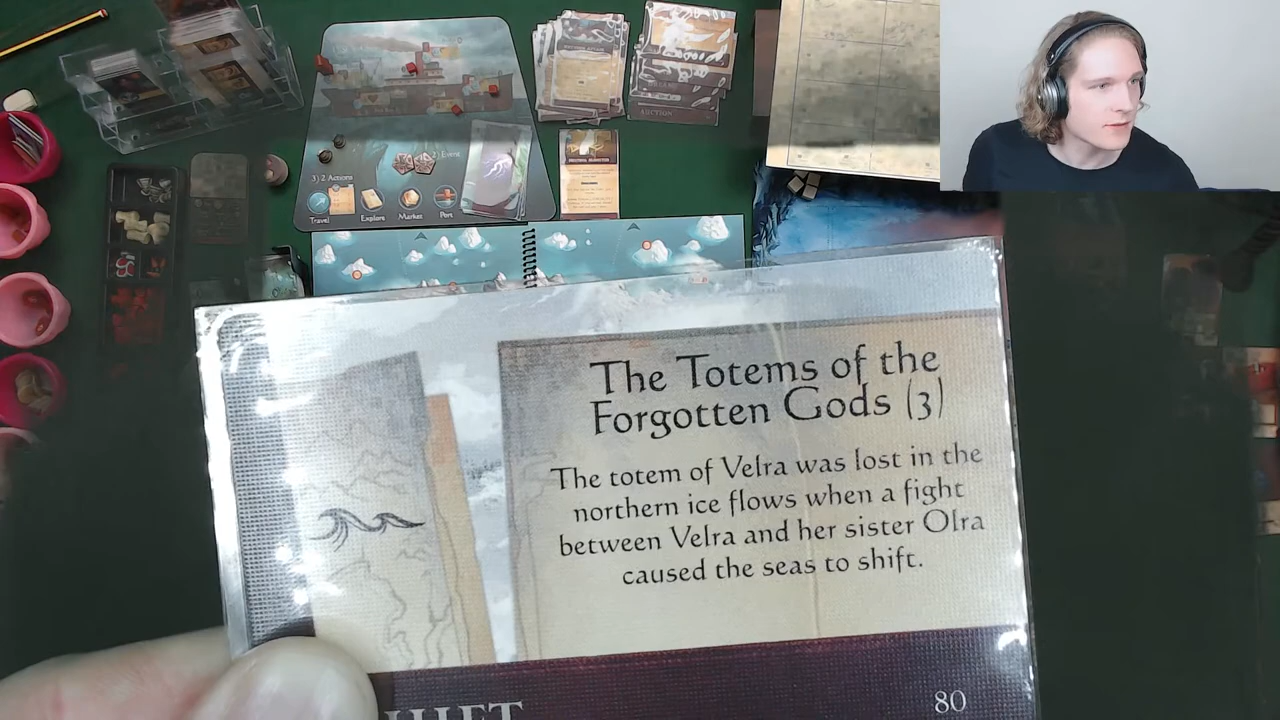 AUCTION
Event
3) 2 Actions
Travel
Explore
Market
Port
The Totems of the
Forgotten Gods (3)
The totem of Velra was lost in the
northern ice flows when a fight
between Velra and her sister Olra
caused the seas to shift.
80